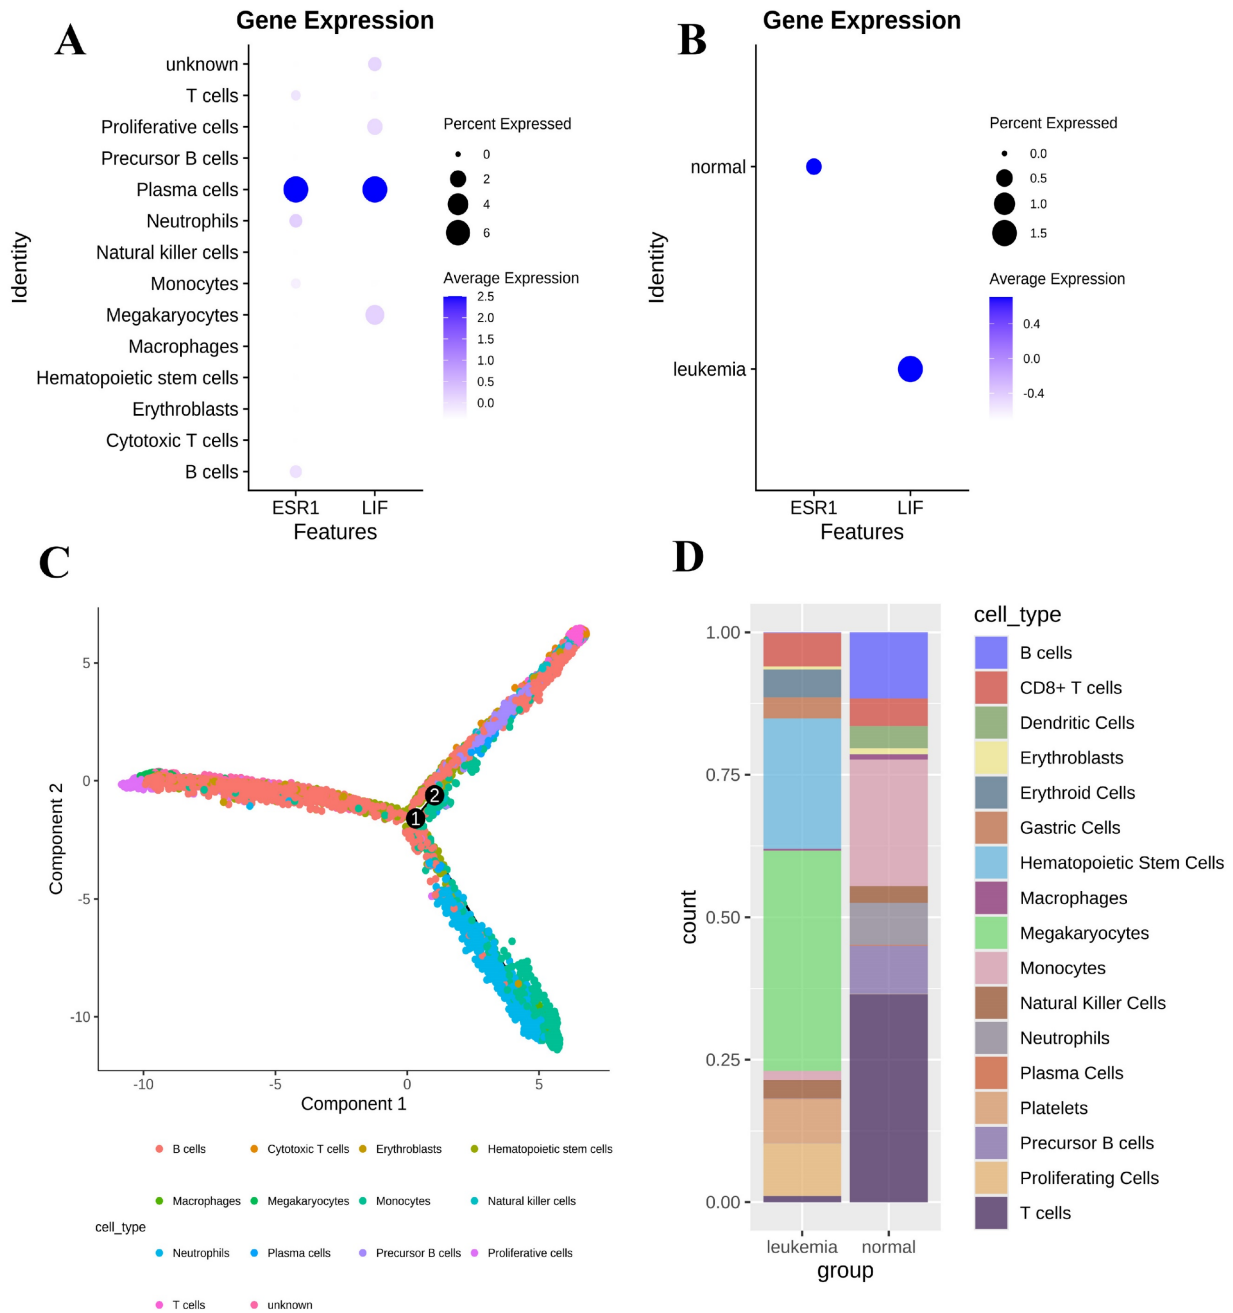 A
Gene Expression
unknown
T cells
Proliferative cells
Precursor B cells
Plasma cells
Neutrophils
Natural killer cells
Monocytes
Megakaryocytes
Macrophages
Hematopoietic stem cells
Erythroblasts
Cytotoxic T cells
B cells
Identity
ESR1 LIF
Features
Percent Expressed
0
2
4
6
Average Expression
2.5
2.0
1.5
1.0
0.5
0.0
B
Gene Expression
normal
leukemia
Identity
ESR1 LIF
Features
Percent Expressed
0.0
0.5
1.0
1.5
Average Expression
0.4
0.0
-0.4
C
5
0
-5
-10
Component 2
1
2
-10 -5 0 5
Component 1
B cells Cytotoxic T cells Erythroblasts Hematopoietic stem cells
Macrophages Megakaryocytes Monocytes Natural killer cells
cell_type
Neutrophils Plasma cells Precursor B cells Proliferative cells
T cells unknown
D
1.00
0.75
0.50
0.25
0.00
count
leukemia normal
group
cell_type
B cells
CD8+ T cells
Dendritic Cells
Erythroblasts
Erythroid Cells
Gastric Cells
Hematopoietic Stem Cells
Macrophages
Megakaryocytes
Monocytes
Natural Killer Cells
Neutrophils
Plasma Cells
Platelets
Precursor B cells
Proliferating Cells
T cells